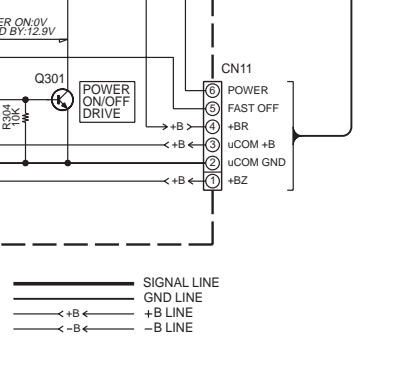 ER ON:0V
D BY:12.9V
CN11
Q301
POWER
ON/OFF
DRIVE
R304
10K
6 POWER
5 FAST OFF
+B 4 +BR
+B 3 uCOM +B
2 uCOM GND
+B 1 +BZ
SIGNAL LINE
GND LINE
+B +B LINE
−B −B LINE